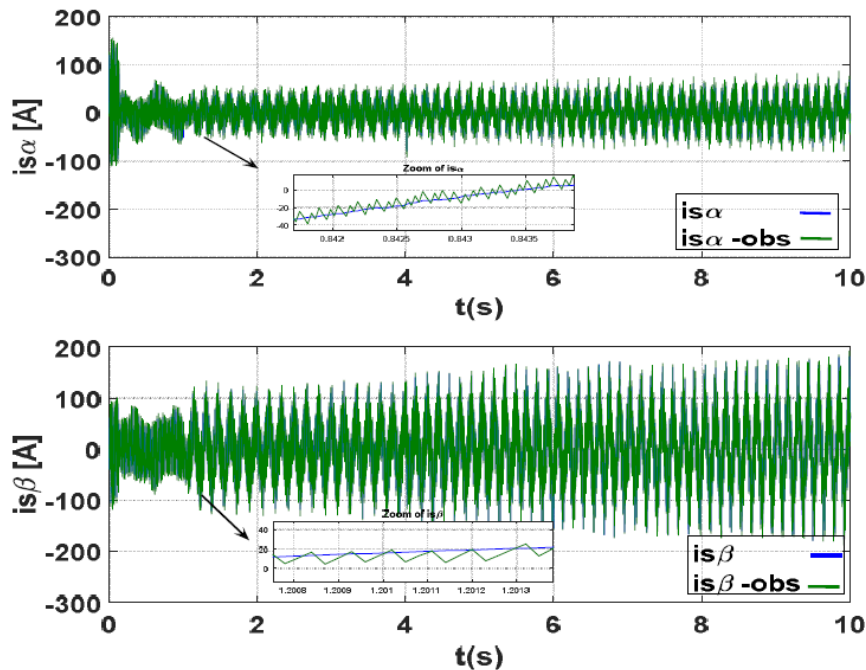 200
100
0
-100
-200
-300
isα [A]
Zoom of isα
0
-20
-40
0.842
0.8425
0.843
0.8435
isα
isα -obs
0 2 4 6 8 10
t(s)
200
100
0
-100
-200
-300
isβ [A]
Zoom of isβ
40
20
0
1.2008
1.2009
1.201
1.2011
1.2012
1.2013
isβ
isβ -obs
0 2 4 6 8 10
t(s)